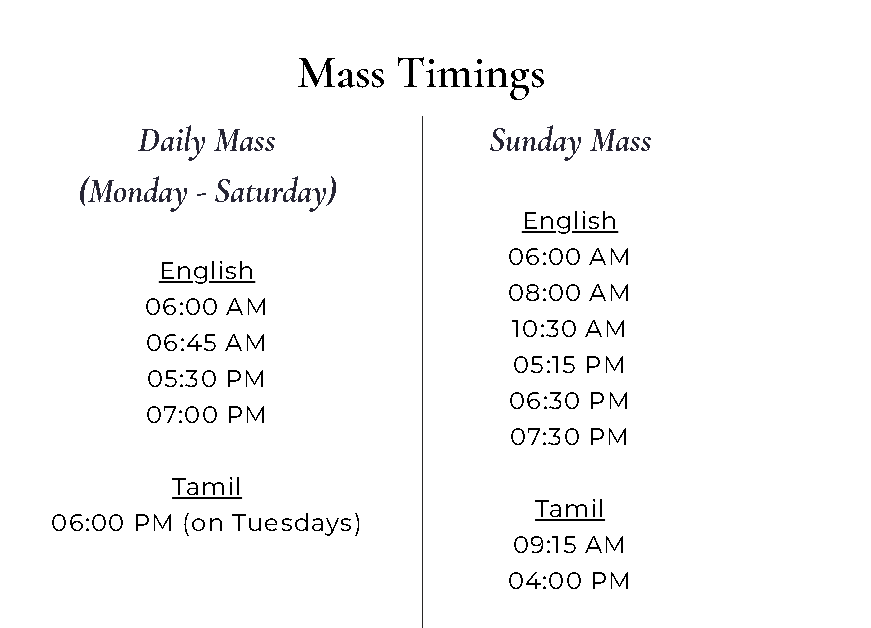 Mass Timings
Daily Mass
(Monday - Saturday)
English
06:00 AM
06:45 AM
05:30 PM
07:00 PM
Tamil
06:00 PM (on Tuesdays)
Sunday Mass
English
06:00 AM
08:00 AM
10:30 AM
05:15 PM
06:30 PM
07:30 PM
Tamil
09:15 AM
04:00 PM